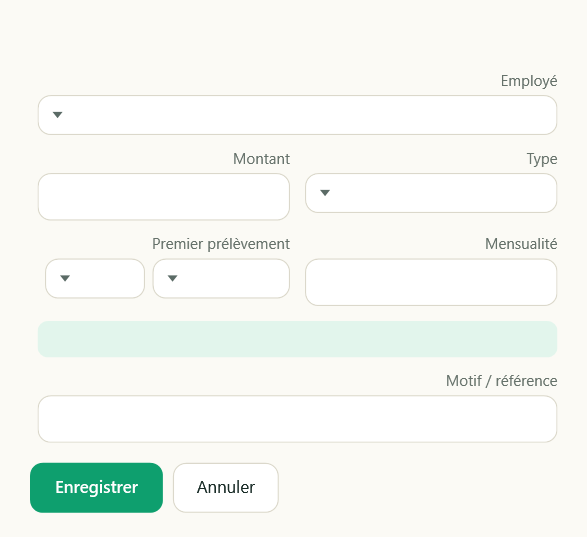 Employé
Type
Montant
Mensualité
Premier prélèvement
Motif / référence
Enregistrer
Annuler